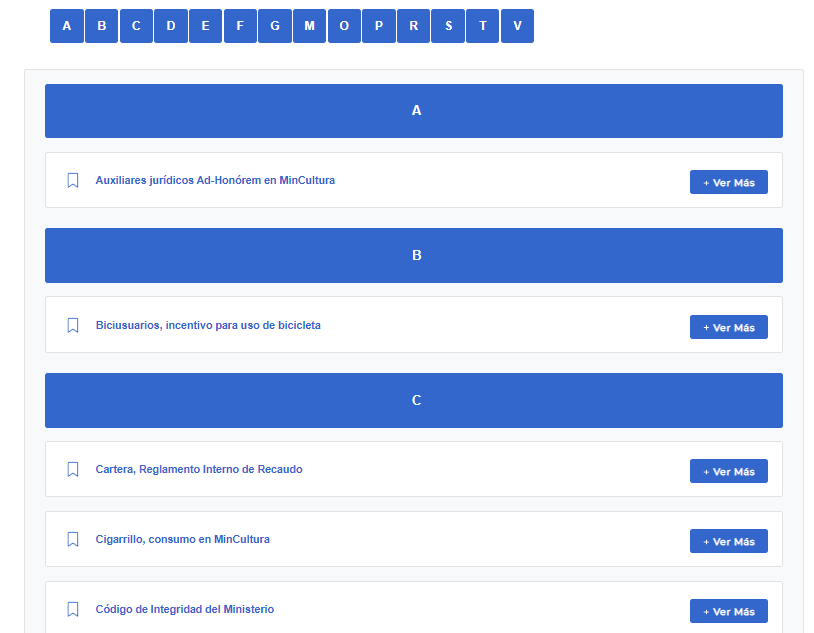 A B C D E F G M O P R S T V
A
Auxiliares jurídicos Ad-Honórem en MinCultura + Ver Más
B
Biciusuarios, incentivo para uso de bicicleta + Ver Más
C
Cartera, Reglamento Interno de Recaudo + Ver Más
Cigarrillo, consumo en MinCultura + Ver Más
Código de Integridad del Ministerio + Ver Más